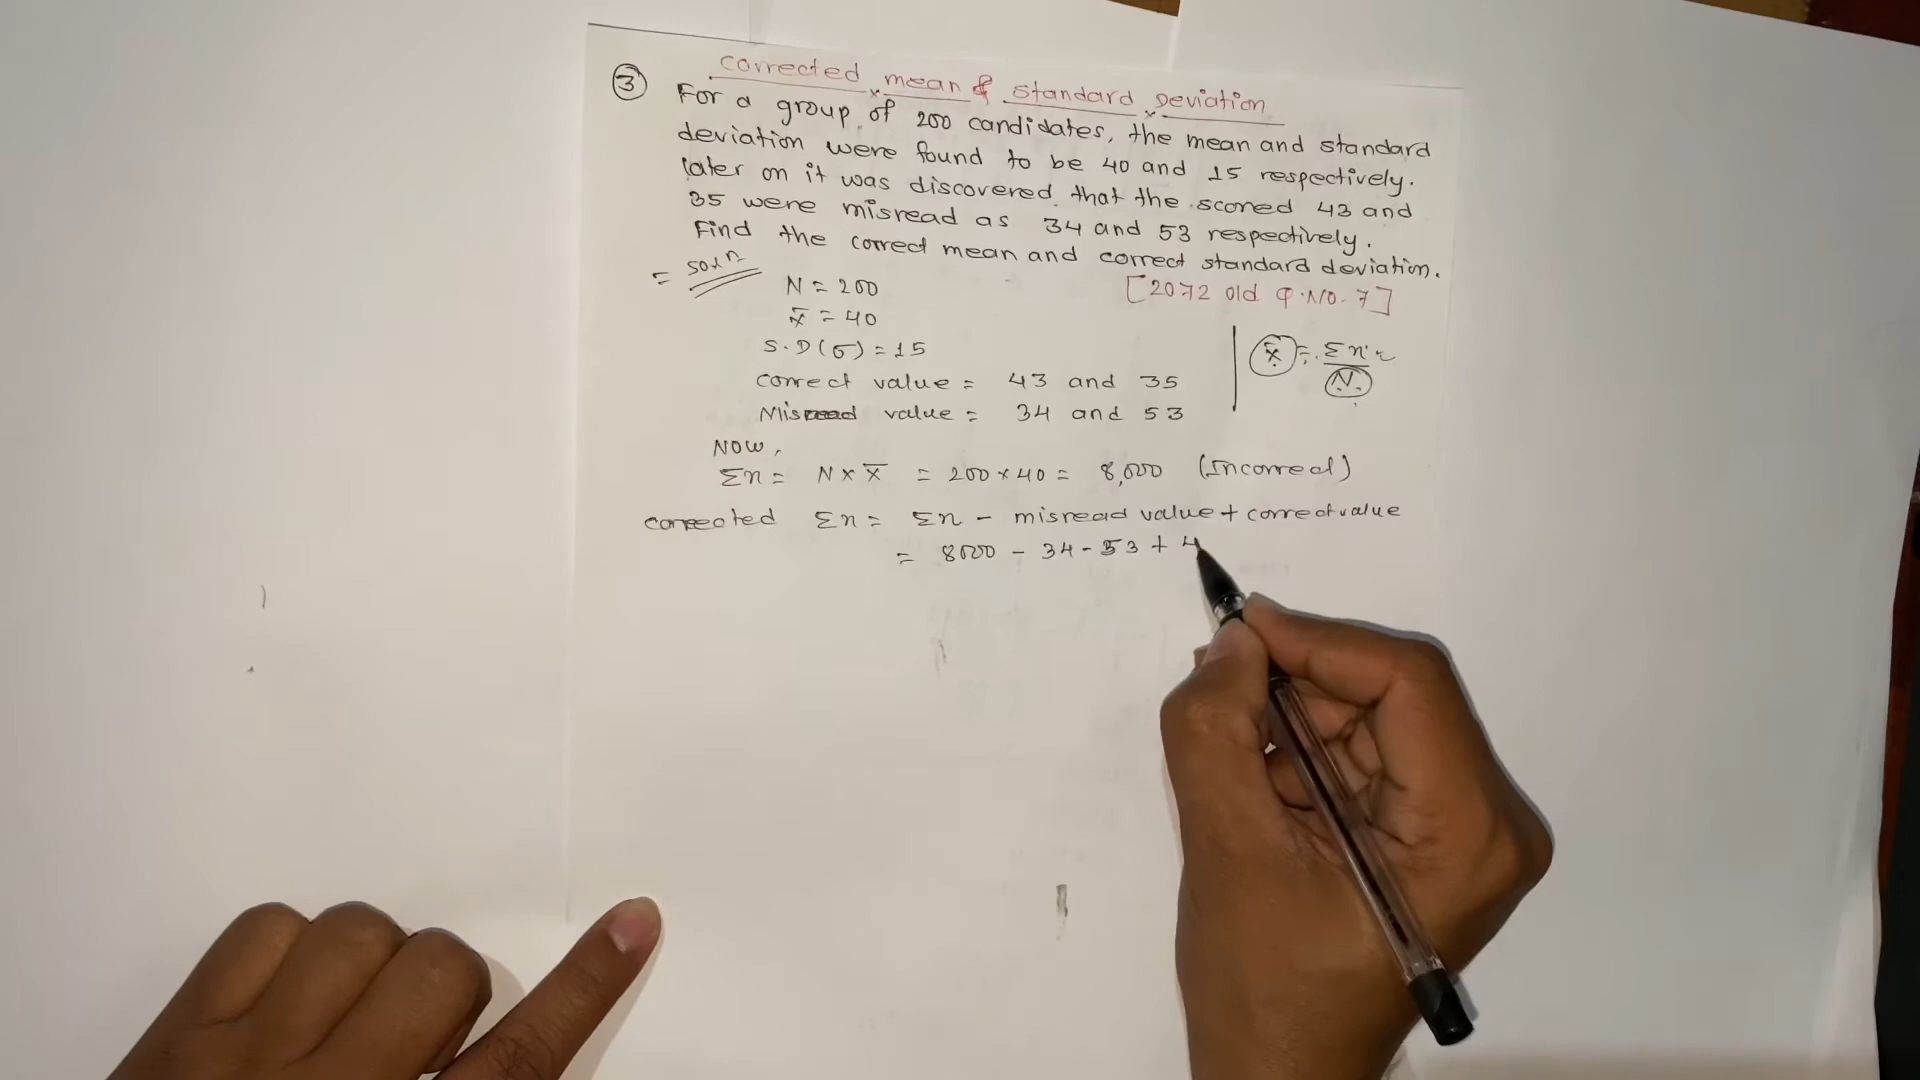 corrected mean & standard Deviation
③ For a group of 200 candidates, the mean and standard
deviation were found to be 40 and 15 respectively.
later on it was discovered that the scored 43 and
35 were misread as 34 and 53 respectively.
Find the correct mean and correct standard deviation.
[2072 old Q.NO. 7]
= soln
N = 200
x̄ = 40
S.D(σ) = 15
x̄ = Σx
N
correct value = 43 and 35
Misread value = 34 and 53
NOW,
Σx = N × x̄ = 200 × 40 = 8,000 (Incorrect)
corrected Σx = Σx - misread value + correct value
= 8000 - 34 - 53 + 4